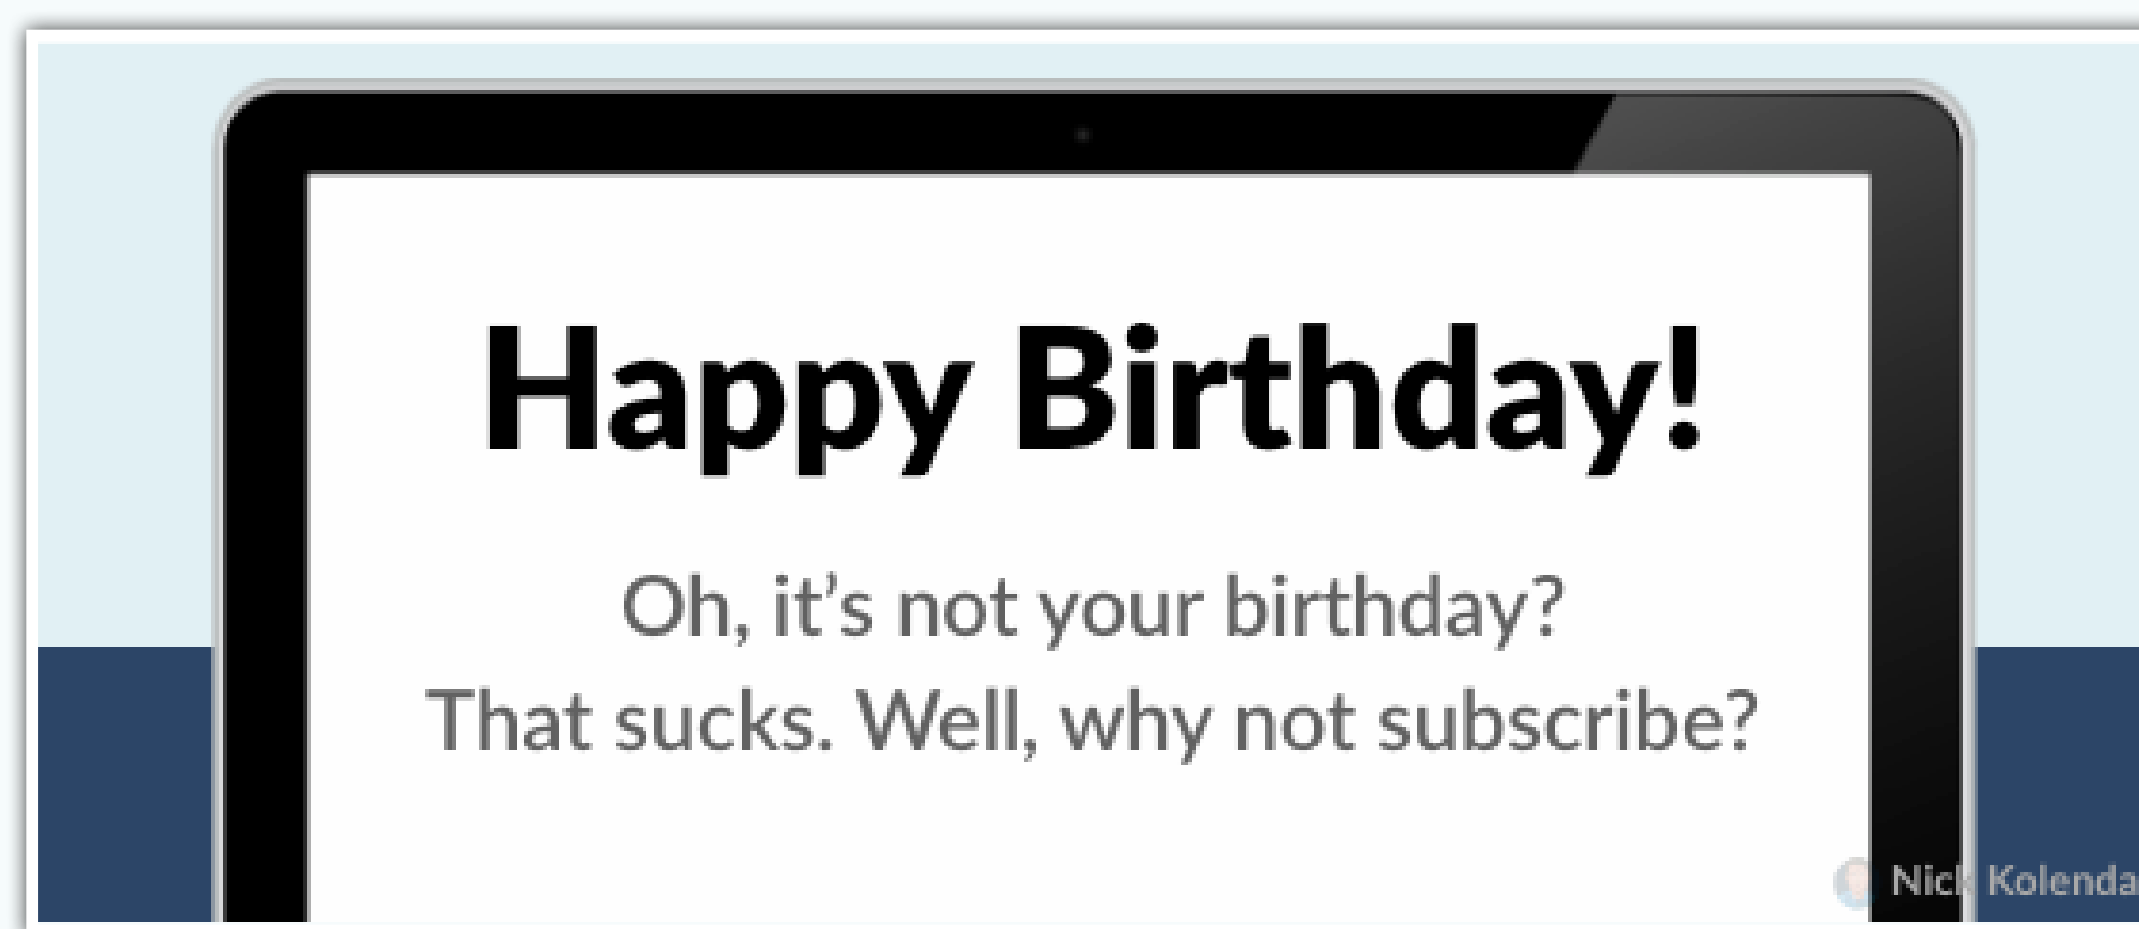 Happy Birthday!
Oh, it’s not your birthday?
That sucks. Well, why not subscribe?
Nick Kolenda